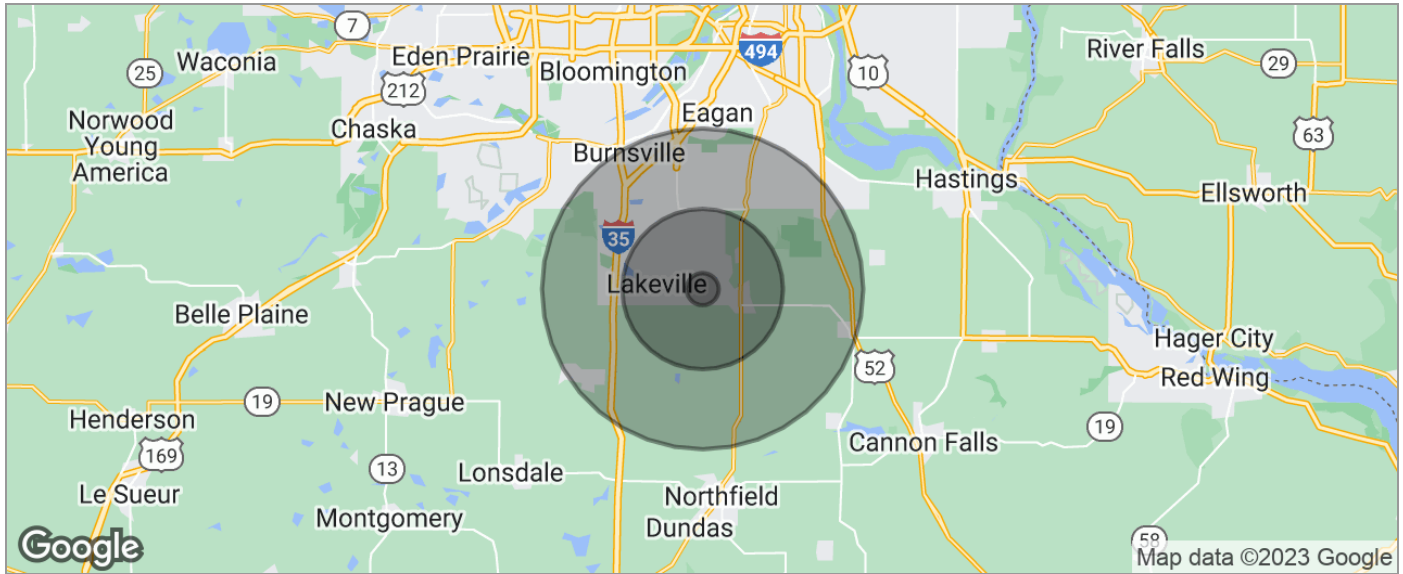 7
494
River Falls
Waconia
Eden Prairie
Bloomington
10
29
25
212
Eagan
Norwood
Young
America
Chaska
63
Burnsville
Hastings
Ellsworth
35
Lakeville
Belle Plaine
Hager City
52
Red Wing
19
New Prague
Henderson
19
169
Cannon Falls
13
Lonsdale
Le Sueur
Northfield
Montgomery
Dundas
58
Google
Map data ©2023 Google